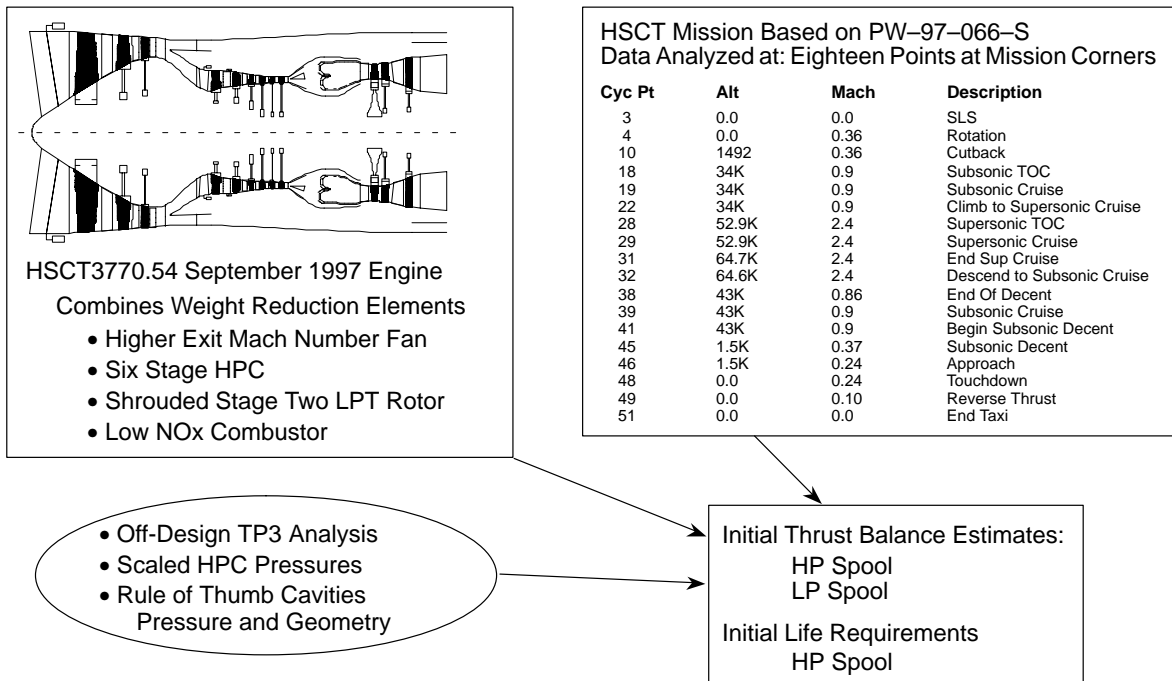 HSCT3770.54 September 1997 Engine
Combines Weight Reduction Elements
• Higher Exit Mach Number Fan
• Six Stage HPC
• Shrouded Stage Two LPT Rotor
• Low NOx Combustor
HSCT Mission Based on PW–97–066–S
Data Analyzed at: Eighteen Points at Mission Corners
Cyc Pt Alt Mach Description
3 0.0 0.0 SLS
4 0.0 0.36 Rotation
10 1492 0.36 Cutback
18 34K 0.9 Subsonic TOC
19 34K 0.9 Subsonic Cruise
22 34K 0.9 Climb to Supersonic Cruise
28 52.9K 2.4 Supersonic TOC
29 52.9K 2.4 Supersonic Cruise
31 64.7K 2.4 End Sup Cruise
32 64.6K 2.4 Descend to Subsonic Cruise
38 43K 0.86 End Of Decent
39 43K 0.9 Subsonic Cruise
41 43K 0.9 Begin Subsonic Decent
45 1.5K 0.37 Subsonic Decent
46 1.5K 0.24 Approach
48 0.0 0.24 Touchdown
49 0.0 0.10 Reverse Thrust
51 0.0 0.0 End Taxi
• Off-Design TP3 Analysis
• Scaled HPC Pressures
• Rule of Thumb Cavities
Pressure and Geometry
Initial Thrust Balance Estimates:
HP Spool
LP Spool
Initial Life Requirements
HP Spool